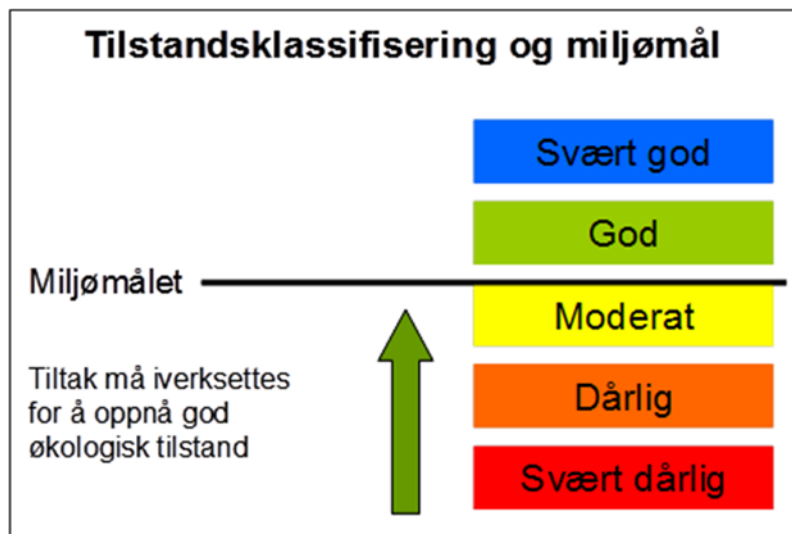 Tilstandsklassifisering og miljømål
Svært god
God
Miljømålet
Moderat
Tiltak må iverksettes
for å oppnå god
økologisk tilstand
Dårlig
Svært dårlig